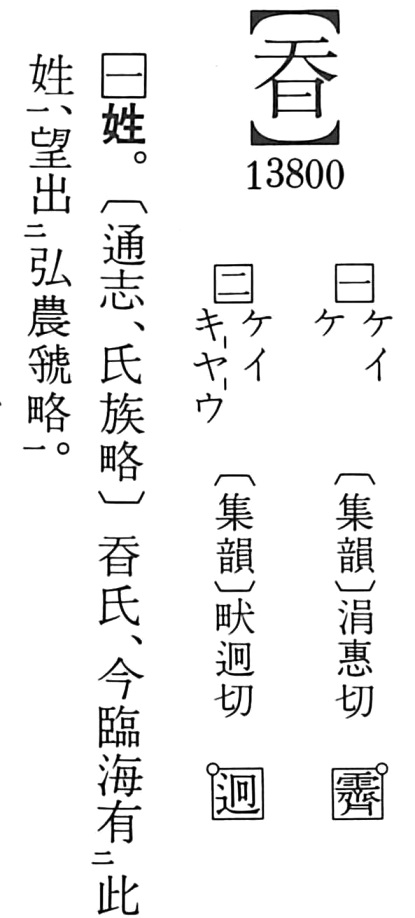 【昋】
13800
一 ケイ
ケ 〔集韻〕涓惠切 霽
二 ケイ
キヤウ 〔集韻〕畎迥切 迥
一姓。〔通志、氏族略〕昋氏、今臨海有㆓此
姓㆒、望出㆓弘農虢略㆒。